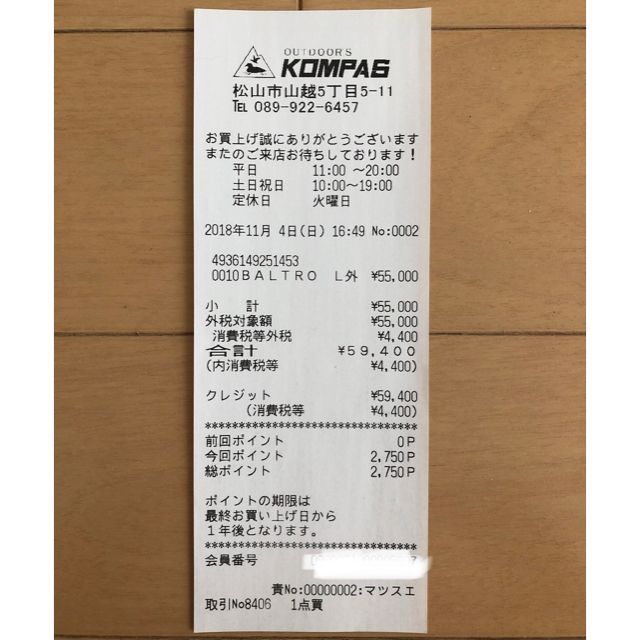 OUTDOORS
KOMPAS
松山市山越5丁目5-11
TEL 089-922-6457
お買上げ誠にありがとうございます
またのご来店お待ちしております！
平日 11:00 ～20:00
土日祝日 10:00～19:00
定休日 火曜日
2018年11月 4日(日) 16:49 No:0002
4936149251453
0010ＢＡＬＴＲＯ Ｌ外 ¥55,000
小 計 ¥55,000
外税対象額 ¥55,000
消費税等外税 ¥4,400
合計 ¥59,400
(内消費税等 ¥4,400)
クレジット ¥59,400
(消費税等 ¥4,400)
**********************************
前回ポイント 0Ｐ
今回ポイント 2,750Ｐ
総ポイント 2,750Ｐ
ポイントの期限は
最終お買い上げ日から
１年後となります。
**********************************
会員番号
責No:00000002:マツスエ
取引No8406 1点買